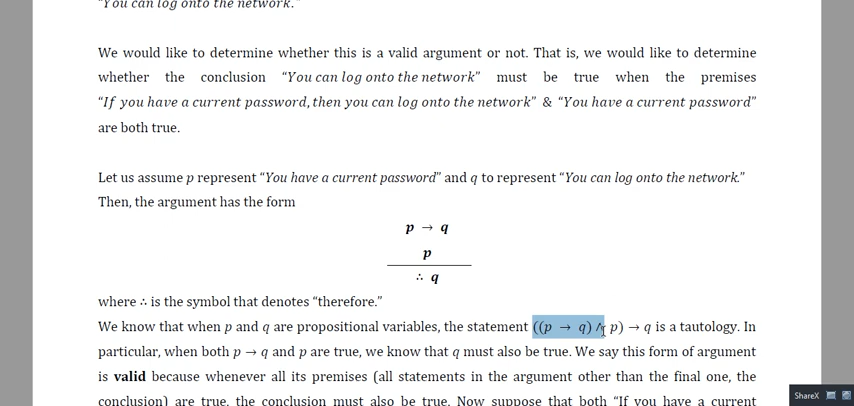 “You can log onto the network.”
We would like to determine whether this is a valid argument or not. That is, we would like to determine
whether the conclusion “You can log onto the network” must be true when the premises
“If you have a current password, then you can log onto the network” & “You have a current password”
are both true.
Let us assume p represent “You have a current password” and q to represent “You can log onto the network.”
Then, the argument has the form
p → q
p
∴ q
where ∴ is the symbol that denotes “therefore.”
We know that when p and q are propositional variables, the statement ((p → q) ∧ p) → q is a tautology. In
particular, when both p → q and p are true, we know that q must also be true. We say this form of argument
is valid because whenever all its premises (all statements in the argument other than the final one, the
conclusion) are true, the conclusion must also be true. Now suppose that both “If you have a current
ShareX